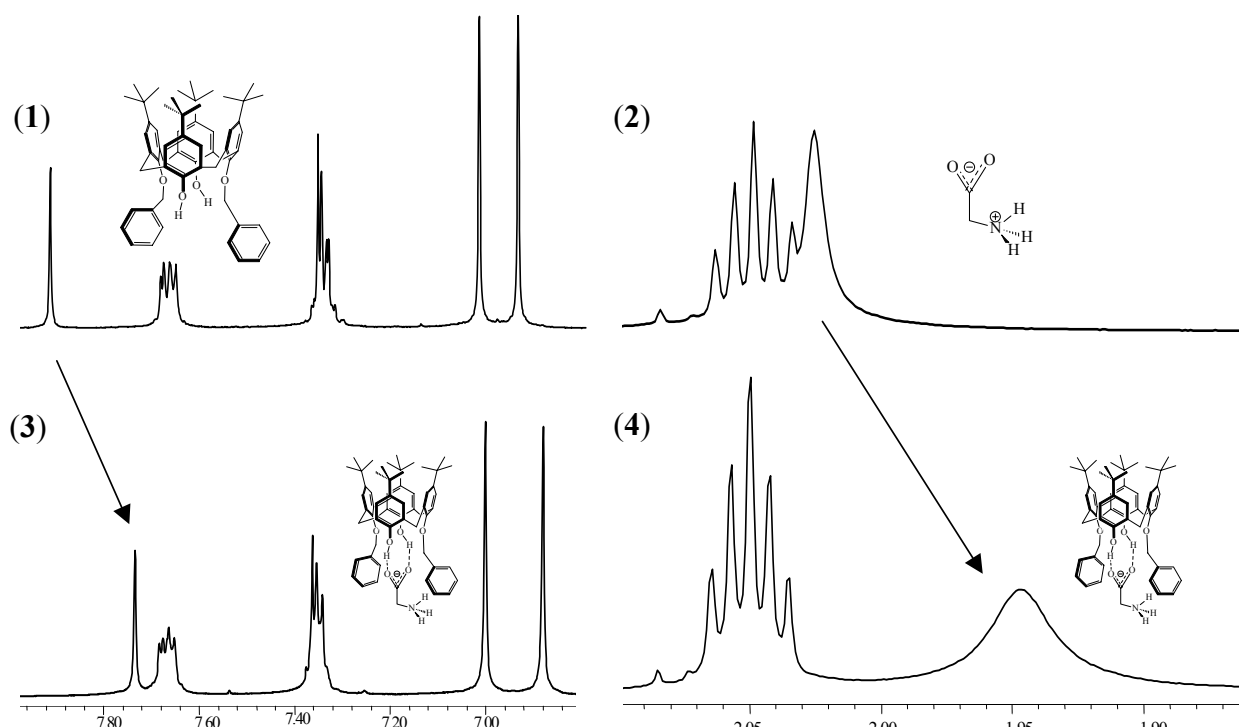 (1)
O O O O
H H
(2)
O ⊖ O
⊕ H
N H
H
(3)
O O O O
H H
O ⊖ O
H
N H
H
(4)
O O O O
H H
O ⊖ O
H
N H
H
7.80 7.60 7.40 7.20 7.00
2.05 2.00 1.95 1.90